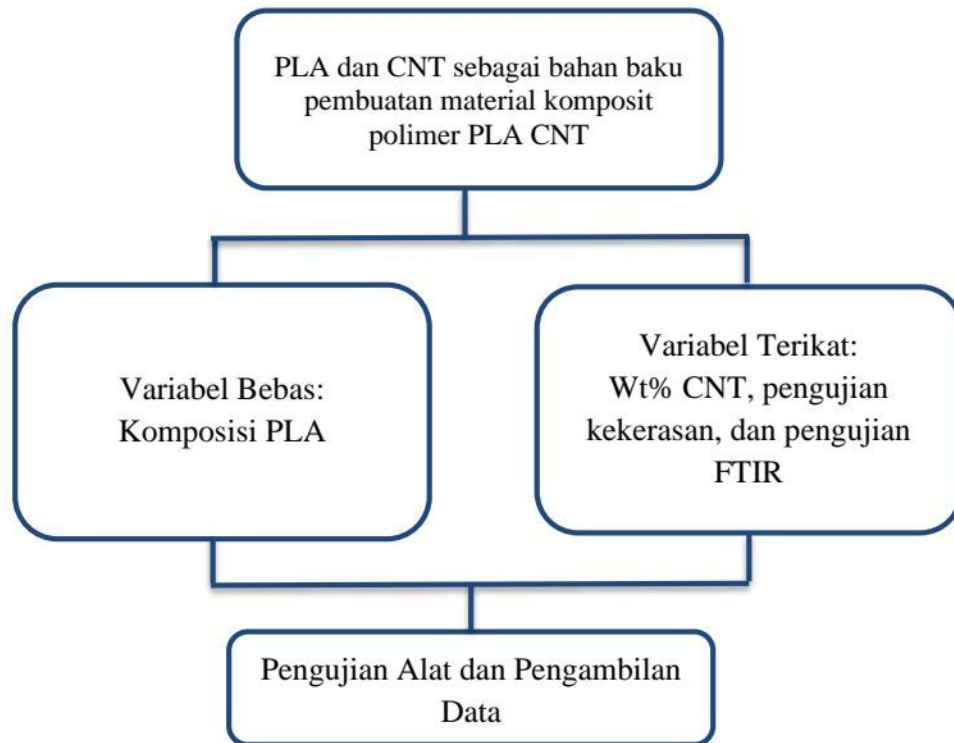 PLA dan CNT sebagai bahan baku
pembuatan material komposit
polimer PLA CNT
Variabel Bebas:
Komposisi PLA
Variabel Terikat:
Wt% CNT, pengujian
kekerasan, dan pengujian
FTIR
Pengujian Alat dan Pengambilan
Data